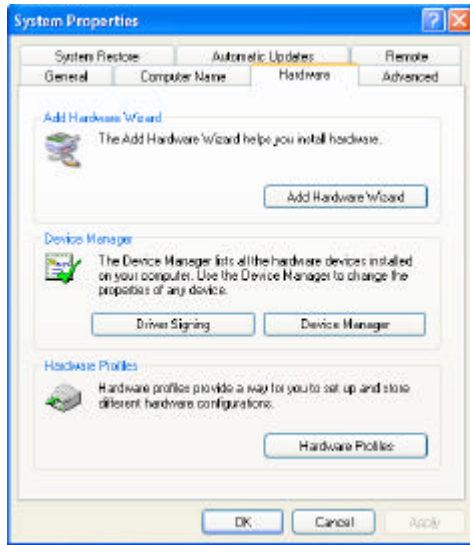 System Properties
System Restore Automatic Updates Remote
General Computer Name Hardware Advanced
Add Hardware Wizard
The Add Hardware Wizard helps you install hardware.
Add Hardware Wizard
Device Manager
The Device Manager lists all the hardware devices installed
on your computer. Use the Device Manager to change the
properties of any device.
Driver Signing Device Manager
Hardware Profiles
Hardware profiles provide a way for you to set up and store
different hardware configurations.
Hardware Profiles
OK Cancel Apply